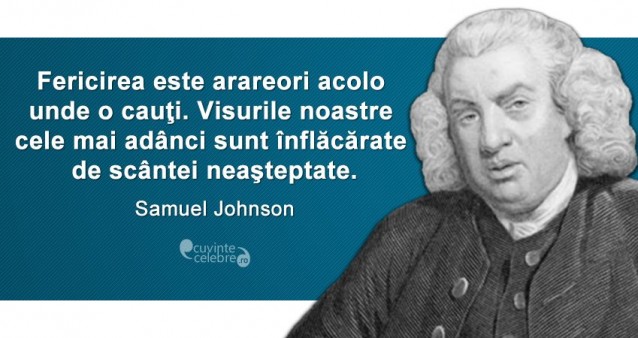 Fericirea este arareori acolo
unde o cauţi. Visurile noastre
cele mai adânci sunt înflăcărate
de scântei neaşteptate.
Samuel Johnson
cuvinte
celebre.ro